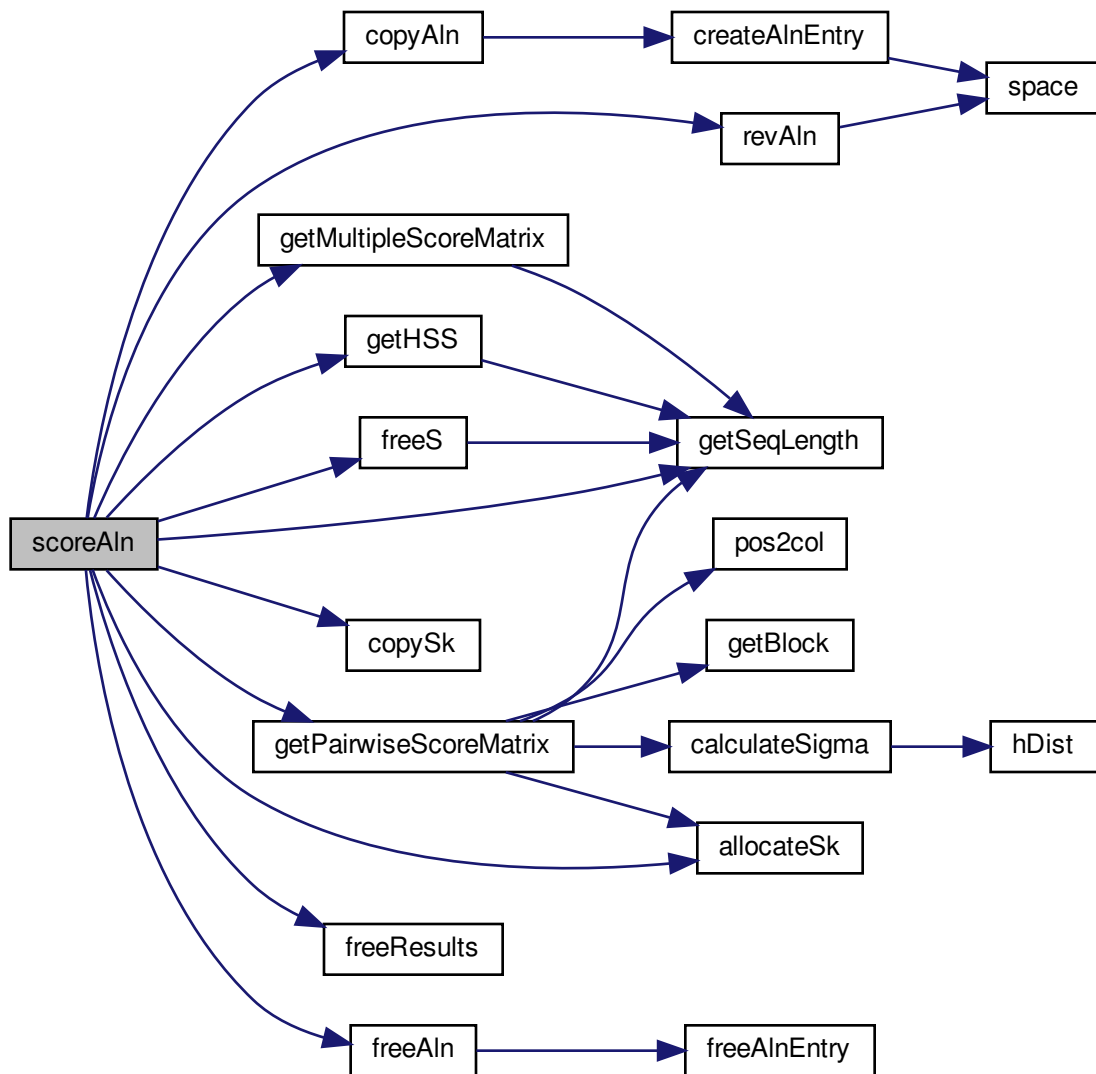 copyAln
createAlnEntry
space
revAln
getMultipleScoreMatrix
getHSS
freeS
getSeqLength
scoreAln
pos2col
copySk
getBlock
getPairwiseScoreMatrix
calculateSigma
hDist
allocateSk
freeResults
freeAln
freeAlnEntry